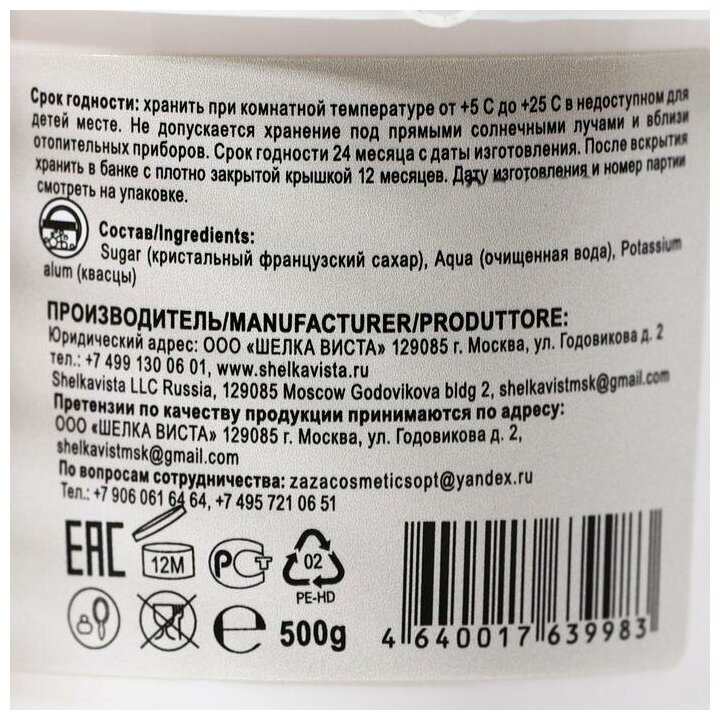 Срок годности: хранить при комнатной температуре от +5 С до +25 С в недоступном для
детей месте. Не допускается хранение под прямыми солнечными лучами и вблизи
отопительных приборов. Срок годности 24 месяца с даты изготовления. После вскрытия
хранить в банке с плотно закрытой крышкой 12 месяцев. Дату изготовления и номер партии
смотреть на упаковке.
Состав/Ingredients:
Sugar (кристальный французский сахар), Aqua (очищенная вода), Potassium
alum (квасцы)
ПРОИЗВОДИТЕЛЬ/MANUFACTURER/PRODUTTORE:
Юридический адрес: ООО «ШЕЛКА ВИСТА» 129085 г. Москва, ул. Годовикова д. 2
тел.: +7 499 130 06 01, www.shelkavista.ru
Shelkavista LLC Russia, 129085 Moscow Godovikova bldg 2, shelkavistmsk@gmail.com
Претензии по качеству продукции принимаются по адресу:
ООО «ШЕЛКА ВИСТА» 129085 г. Москва, ул. Годовикова д. 2,
shelkavistmsk@gmail.com
По вопросам сотрудничества: zazacosmeticsopt@yandex.ru
Тел.: +7 906 061 64 64, +7 495 721 06 51
EAC 12M РСТ 02
PE-HD
e 500g
4 640017 639983